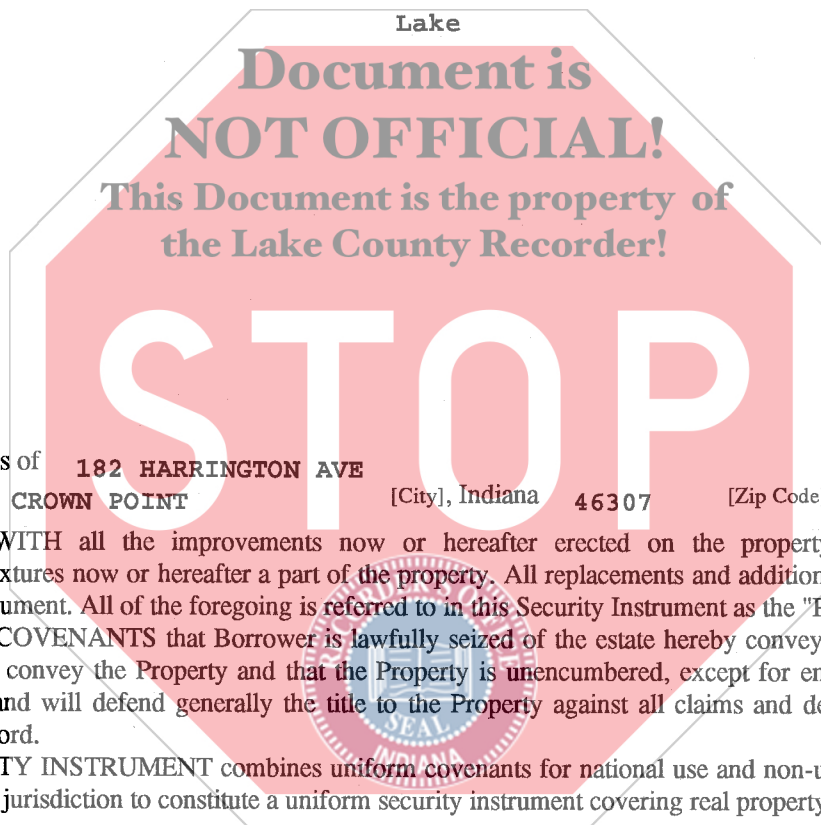 Lake
Document is
NOT OFFICIAL!
This Document is the property of
the Lake County Recorder!
STOP
s of 182 HARRINGTON AVE
CROWN POINT [City], Indiana 46307 [Zip Code
WITH all the improvements now or hereafter erected on the property
xtures now or hereafter a part of the property. All replacements and addition
ument. All of the foregoing is referred to in this Security Instrument as the "P
COVENANTS that Borrower is lawfully seized of the estate hereby convey
convey the Property and that the Property is unencumbered, except for en
and will defend generally the title to the Property against all claims and de
ord.
TY INSTRUMENT combines uniform covenants for national use and non-u
jurisdiction to constitute a uniform security instrument covering real property
RECORDER'S OFFICE
SEAL
INDIANA